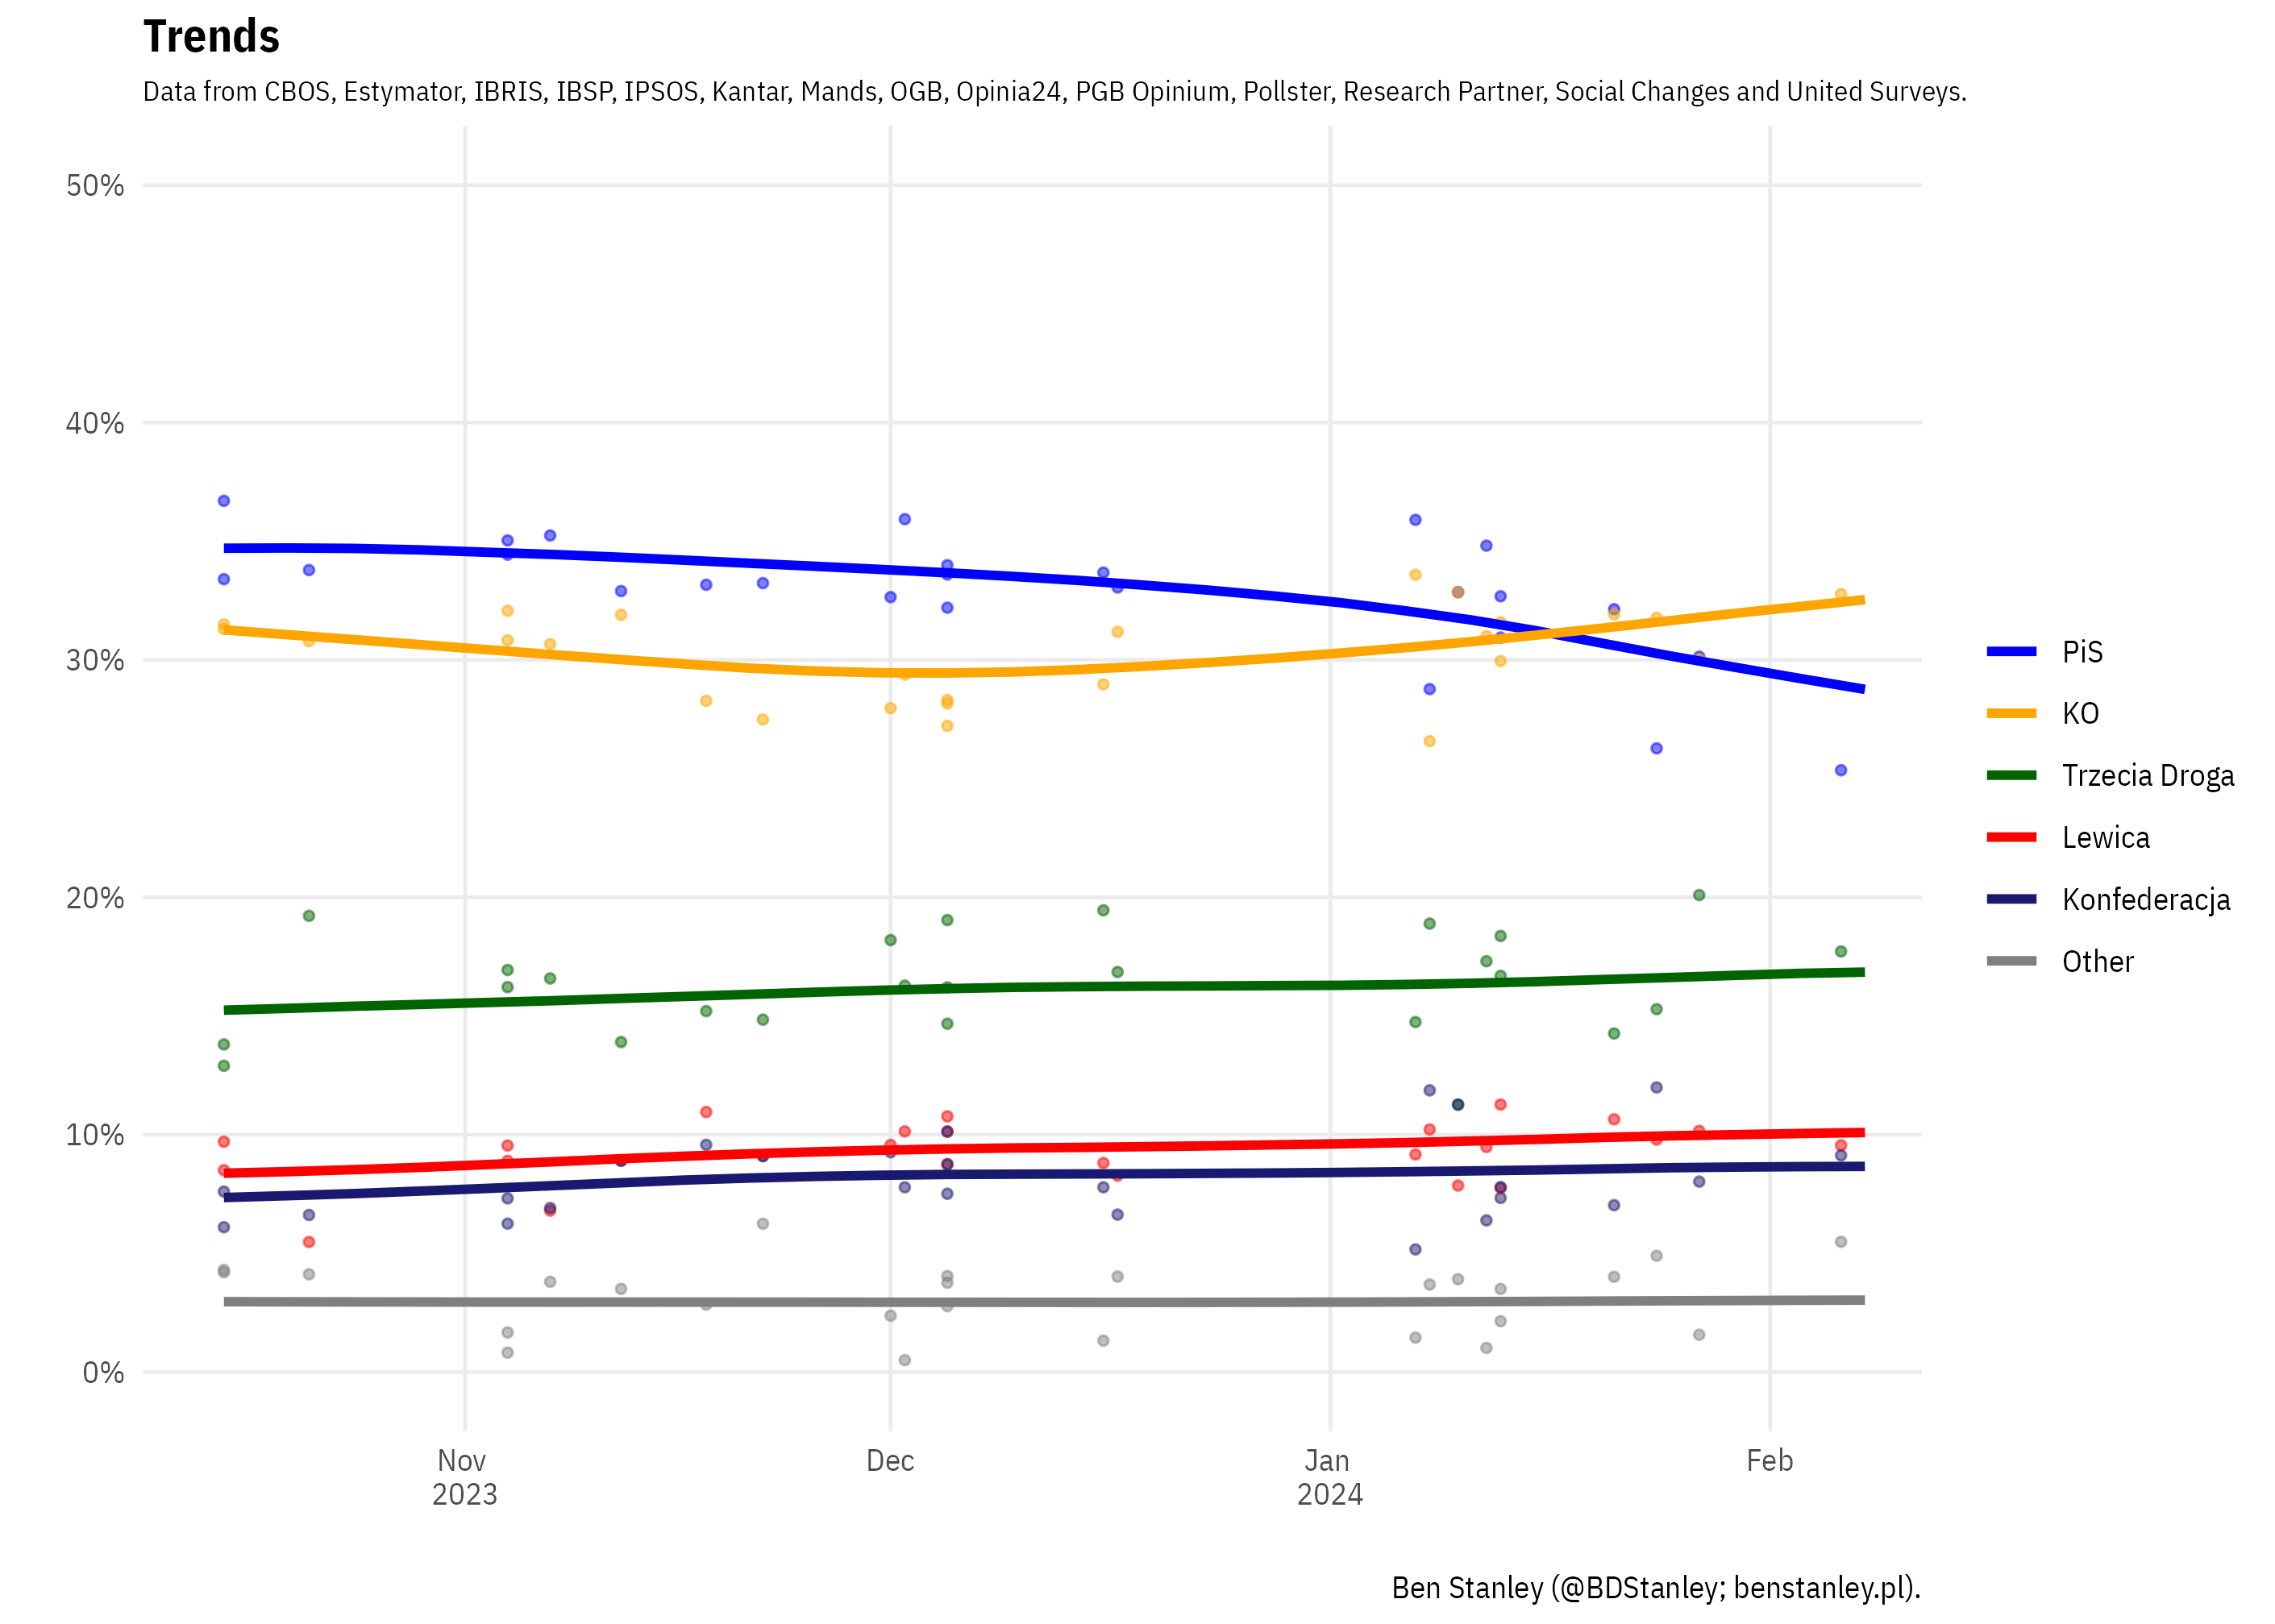 Trends
Data from CBOS, Estymator, IBRIS, IBSP, IPSOS, Kantar, Mands, OGB, Opinia24, PGB Opinium, Pollster, Research Partner, Social Changes and United Surveys.
50%
40%
30%
20%
10%
0%
Nov
2023
Dec
Jan
2024
Feb
PiS
KO
Trzecia Droga
Lewica
Konfederacja
Other
Ben Stanley (@BDStanley; benstanley.pl).